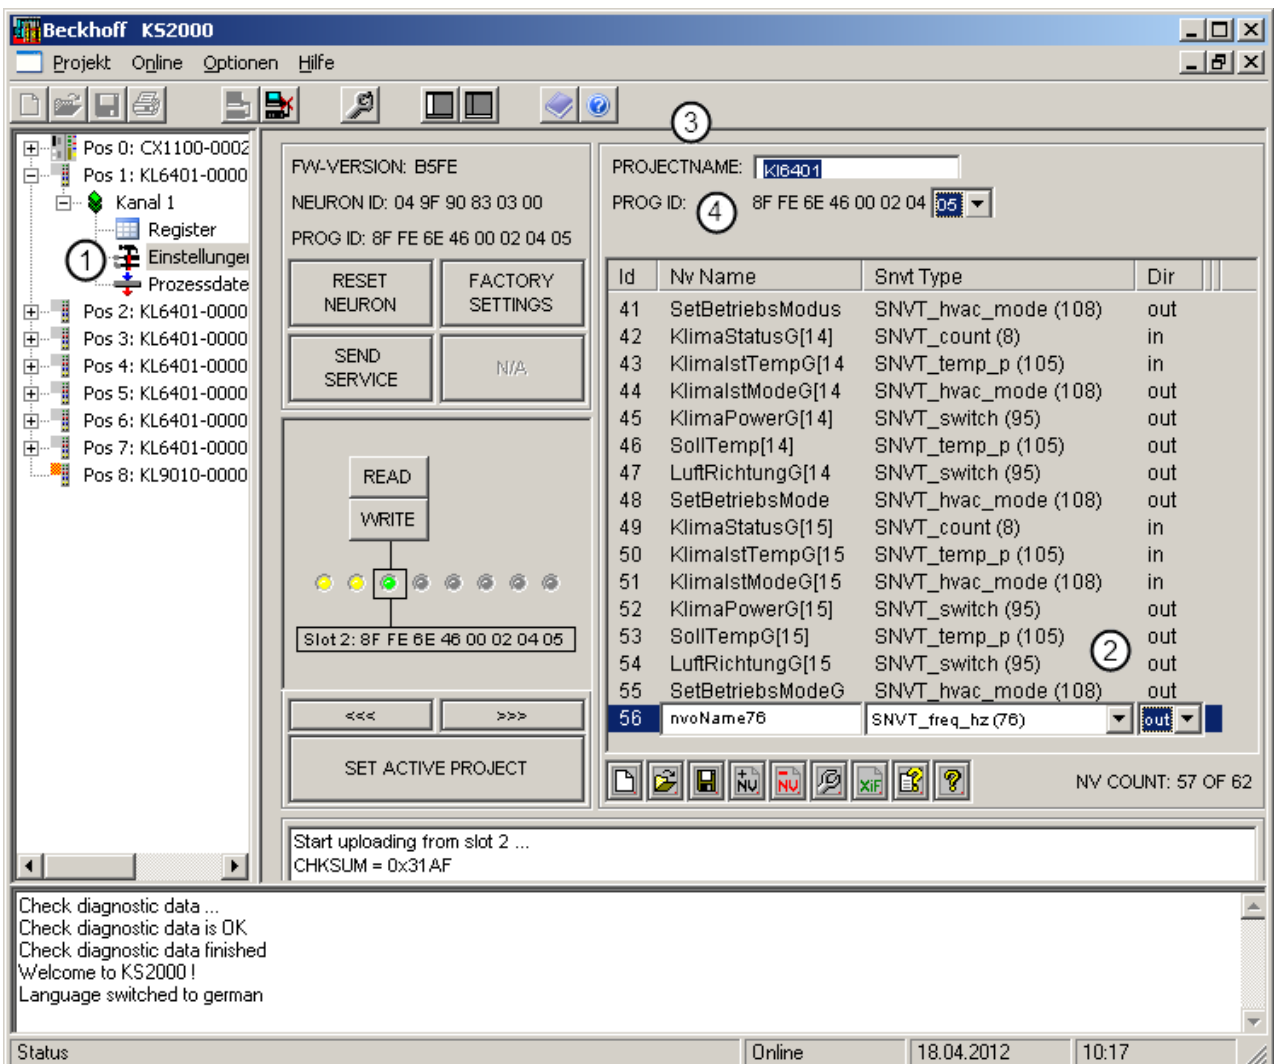 Beckhoff KS2000
Projekt Online Optionen Hilfe
Pos 0: CX1100-0002
Pos 1: KL6401-0000
Kanal 1
Register
1 Einstellungen
Prozessdate
Pos 2: KL6401-0000
Pos 3: KL6401-0000
Pos 4: KL6401-0000
Pos 5: KL6401-0000
Pos 6: KL6401-0000
Pos 7: KL6401-0000
Pos 8: KL9010-0000
FW-VERSION: B5FE
NEURON ID: 04 9F 90 83 03 00
PROG ID: 8F FE 6E 46 00 02 04 05
RESET NEURON
FACTORY SETTINGS
SEND SERVICE
N/A
READ
WRITE
Slot 2: 8F FE 6E 46 00 02 04 05
<<< >>>
SET ACTIVE PROJECT
3
PROJECTNAME: Kl6401
PROG ID: 4 8F FE 6E 46 00 02 04 05
Id Nv Name Snvt Type Dir
41 SetBetriebsModus SNVT_hvac_mode (108) out
42 KlimaStatusG[14] SNVT_count (8) in
43 KlimaIstTempG[14 SNVT_temp_p (105) in
44 KlimaIstModeG[14 SNVT_hvac_mode (108) out
45 KlimaPowerG[14] SNVT_switch (95) out
46 SollTemp[14] SNVT_temp_p (105) out
47 LuftRichtungG[14 SNVT_switch (95) out
48 SetBetriebsMode SNVT_hvac_mode (108) out
49 KlimaStatusG[15] SNVT_count (8) in
50 KlimaIstTempG[15 SNVT_temp_p (105) in
51 KlimaIstModeG[15 SNVT_hvac_mode (108) in
52 KlimaPowerG[15] SNVT_switch (95) out
53 SollTempG[15] SNVT_temp_p (105) out
2
54 LuftRichtungG[15 SNVT_switch (95) out
55 SetBetriebsModeG SNVT_hvac_mode (108) out
56 nvoName76 SNVT_freq_hz (76) out
NV NV XiF ? ? NV COUNT: 57 OF 62
Start uploading from slot 2 ...
CHKSUM = 0x31AF
Check diagnostic data ...
Check diagnostic data is OK
Check diagnostic data finished
Welcome to KS2000 !
Language switched to german
Status Online 18.04.2012 10:17